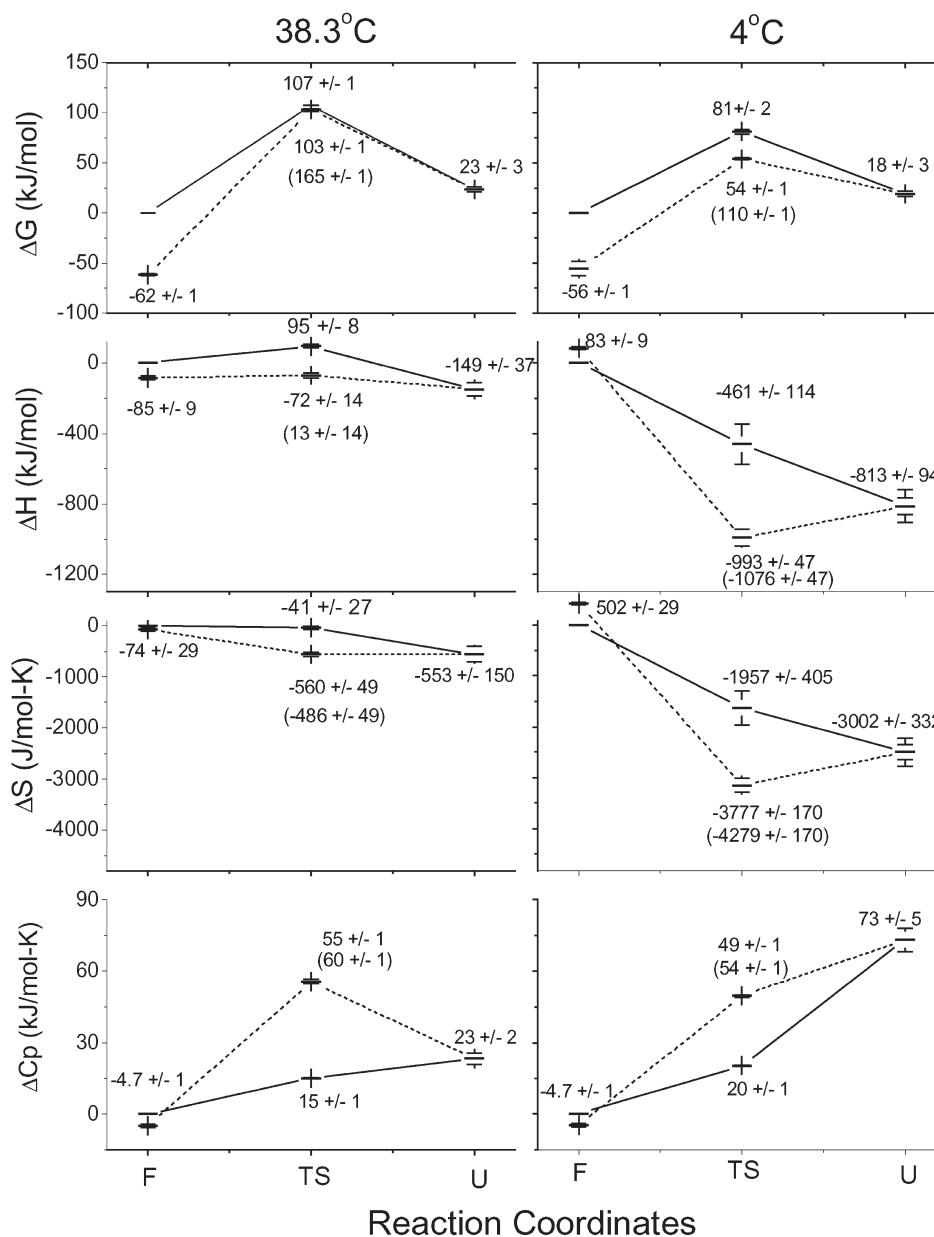 38.3°C
4°C
ΔG (kJ/mol)
150
100
50
0
-50
-100
107 +/- 1
103 +/- 1
(165 +/- 1)
23 +/- 3
-62 +/- 1
81+/- 2
54 +/- 1
(110 +/- 1)
18 +/- 3
-56 +/- 1
ΔH (kJ/mol)
0
-400
-800
-1200
95 +/- 8
-149 +/- 37
-85 +/- 9
-72 +/- 14
(13 +/- 14)
83 +/- 9
-461 +/- 114
-813 +/- 94
-993 +/- 47
(-1076 +/- 47)
ΔS (J/mol-K)
0
-1000
-2000
-3000
-4000
-41 +/- 27
-74 +/- 29
-560 +/- 49
(-486 +/- 49)
-553 +/- 150
502 +/- 29
-1957 +/- 405
-3002 +/- 332
-3777 +/- 170
(-4279 +/- 170)
ΔCp (kJ/mol-K)
90
60
30
0
55 +/- 1
(60 +/- 1)
23 +/- 2
-4.7 +/- 1
15 +/- 1
73 +/- 5
49 +/- 1
(54 +/- 1)
-4.7 +/- 1
20 +/- 1
F TS U
F TS U
Reaction Coordinates